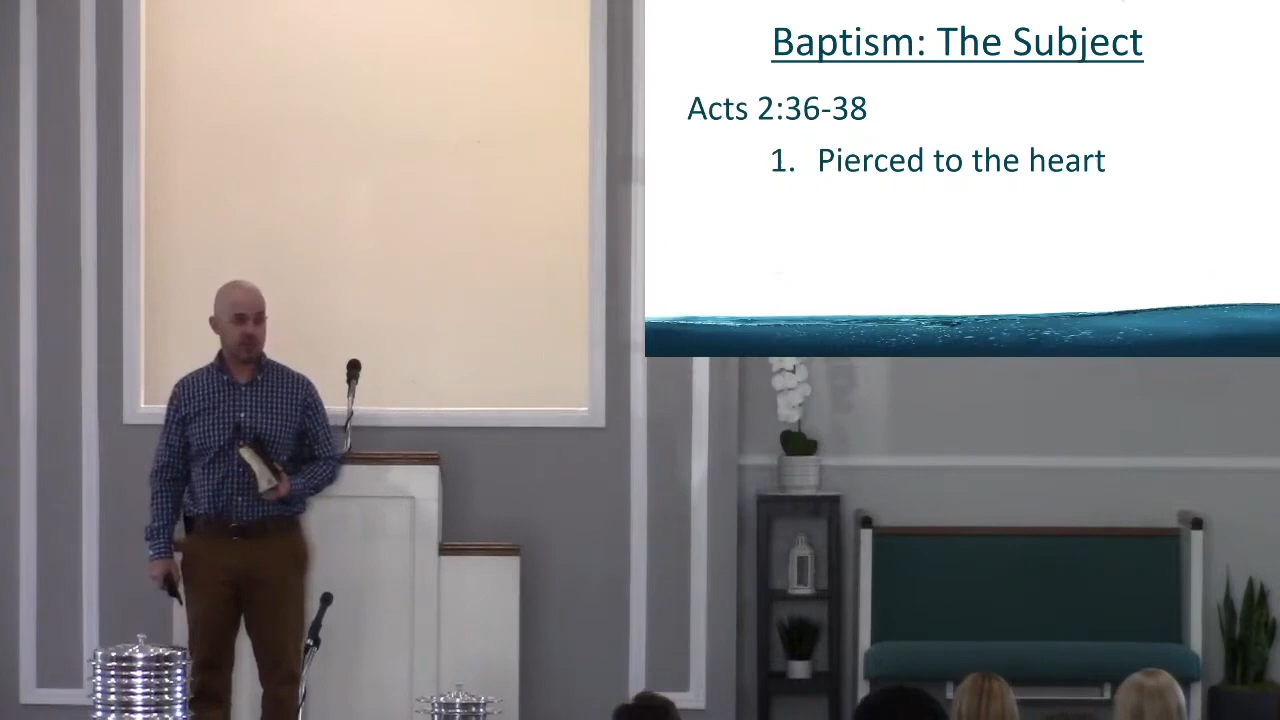 Baptism: The Subject
Acts 2:36-38
1. Pierced to the heart